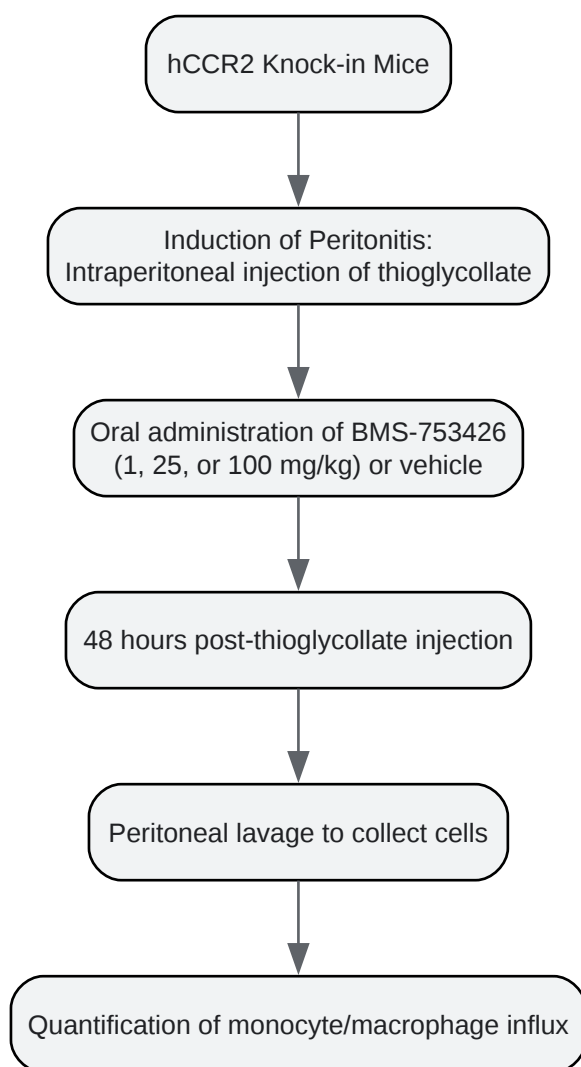 hCCR2 Knock-in Mice
Induction of Peritonitis:
Intraperitoneal injection of thioglycollate
Oral administration of BMS-753426
(1, 25, or 100 mg/kg) or vehicle
48 hours post-thioglycollate injection
Peritoneal lavage to collect cells
Quantification of monocyte/macrophage influx